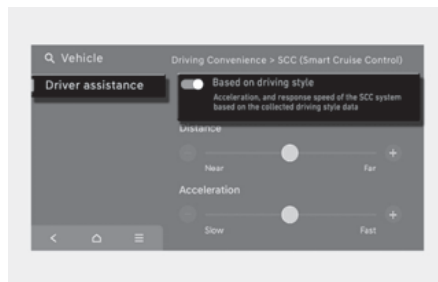 Vehicle
Driving Convenience > SCC (Smart Cruise Control)
Driver assistance
Based on driving style
Acceleration, and response speed of the SCC system
based on the collected driving style data
Distance
Near
Far
Acceleration
Slow
Fast